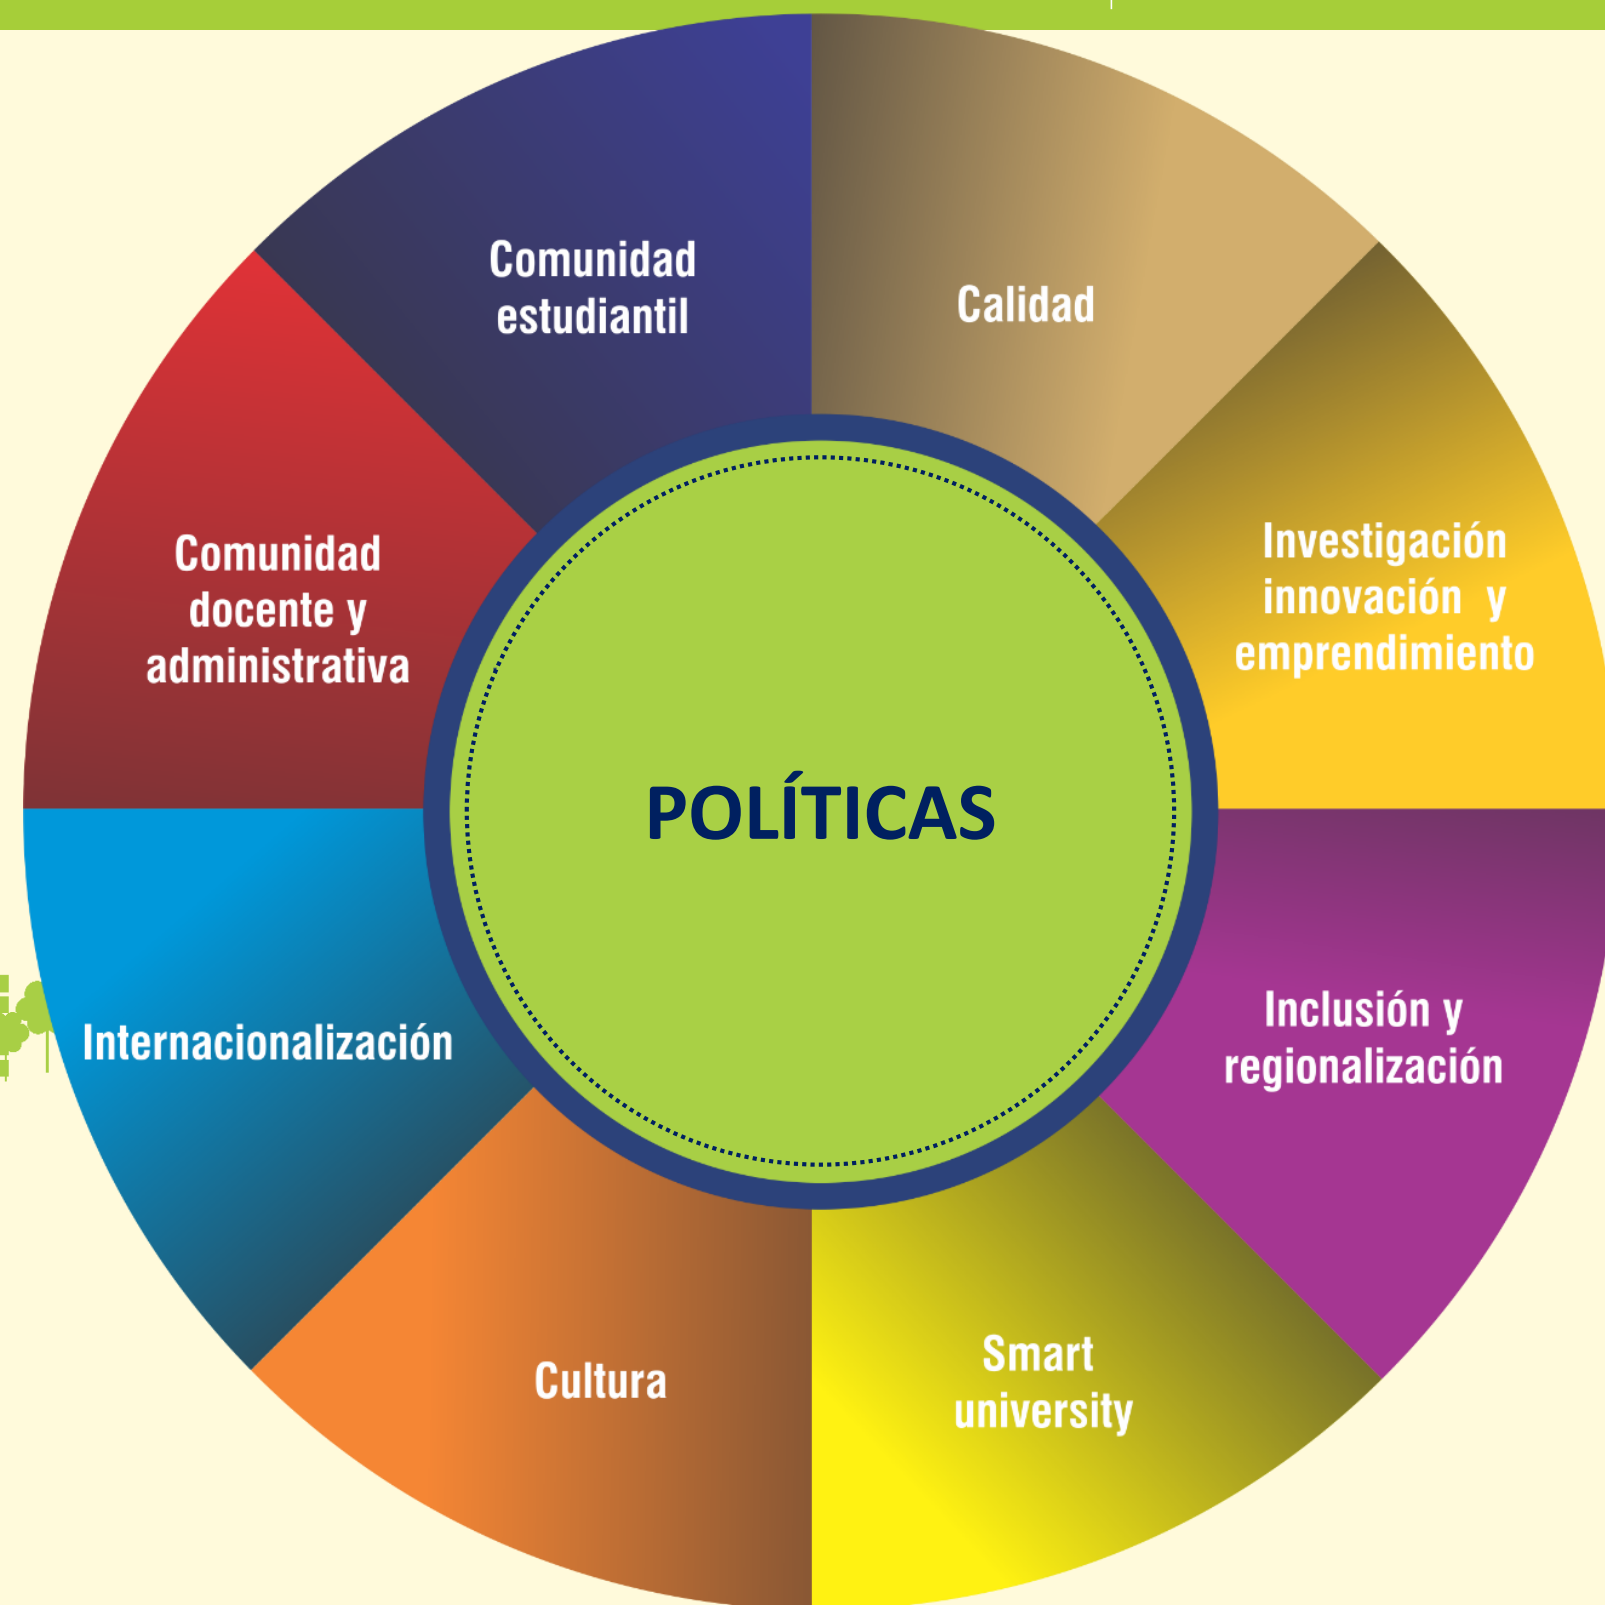 Comunidad
estudiantil
Calidad
Investigación
innovación y
emprendimiento
Inclusión y
regionalización
Smart
university
Cultura
Internacionalización
Comunidad
docente y
administrativa
POLÍTICAS